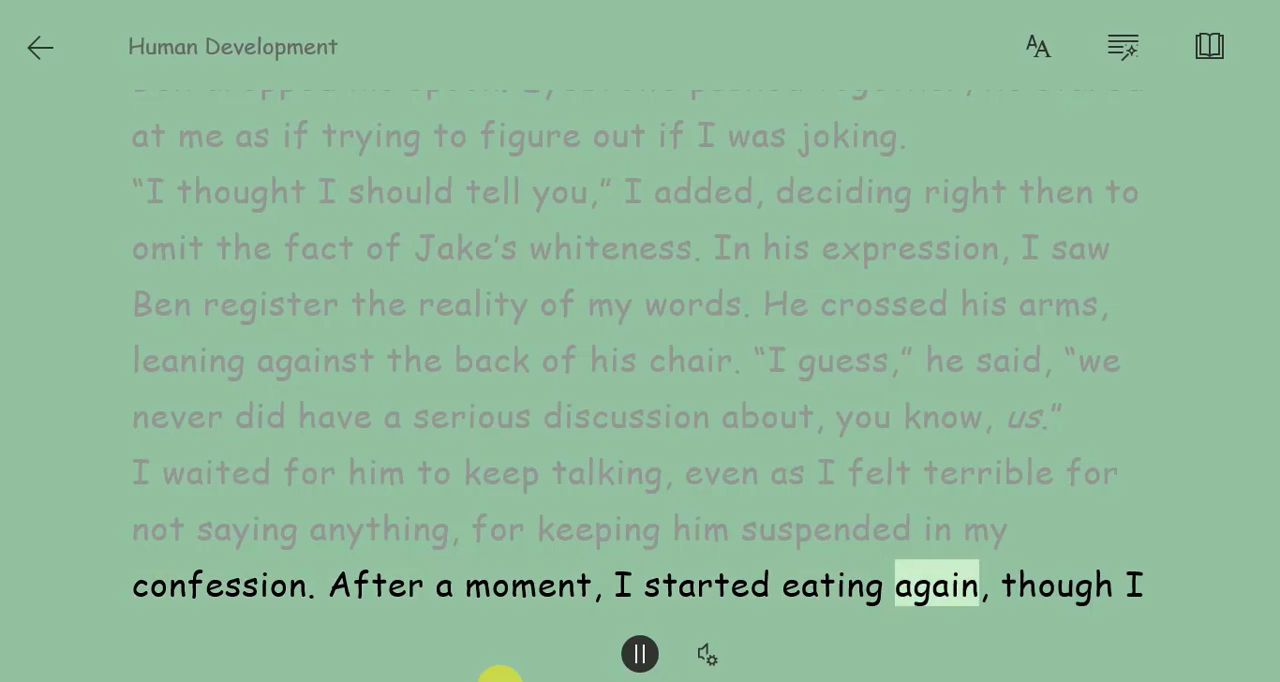 Human Development
at me as if trying to figure out if I was joking.
“I thought I should tell you,” I added, deciding right then to
omit the fact of Jake’s whiteness. In his expression, I saw
Ben register the reality of my words. He crossed his arms,
leaning against the back of his chair. “I guess,” he said, “we
never did have a serious discussion about, you know, us.”
I waited for him to keep talking, even as I felt terrible for
not saying anything, for keeping him suspended in my
confession. After a moment, I started eating again, though I